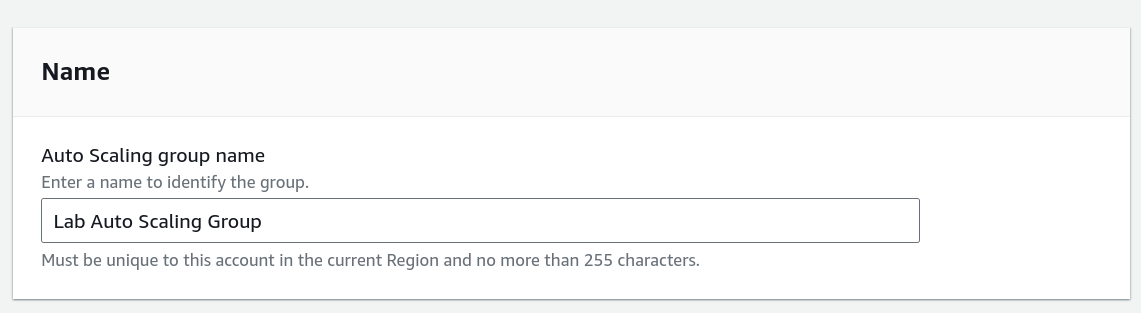 Name
Auto Scaling group name
Enter a name to identify the group.
Lab Auto Scaling Group
Must be unique to this account in the current Region and no more than 255 characters.